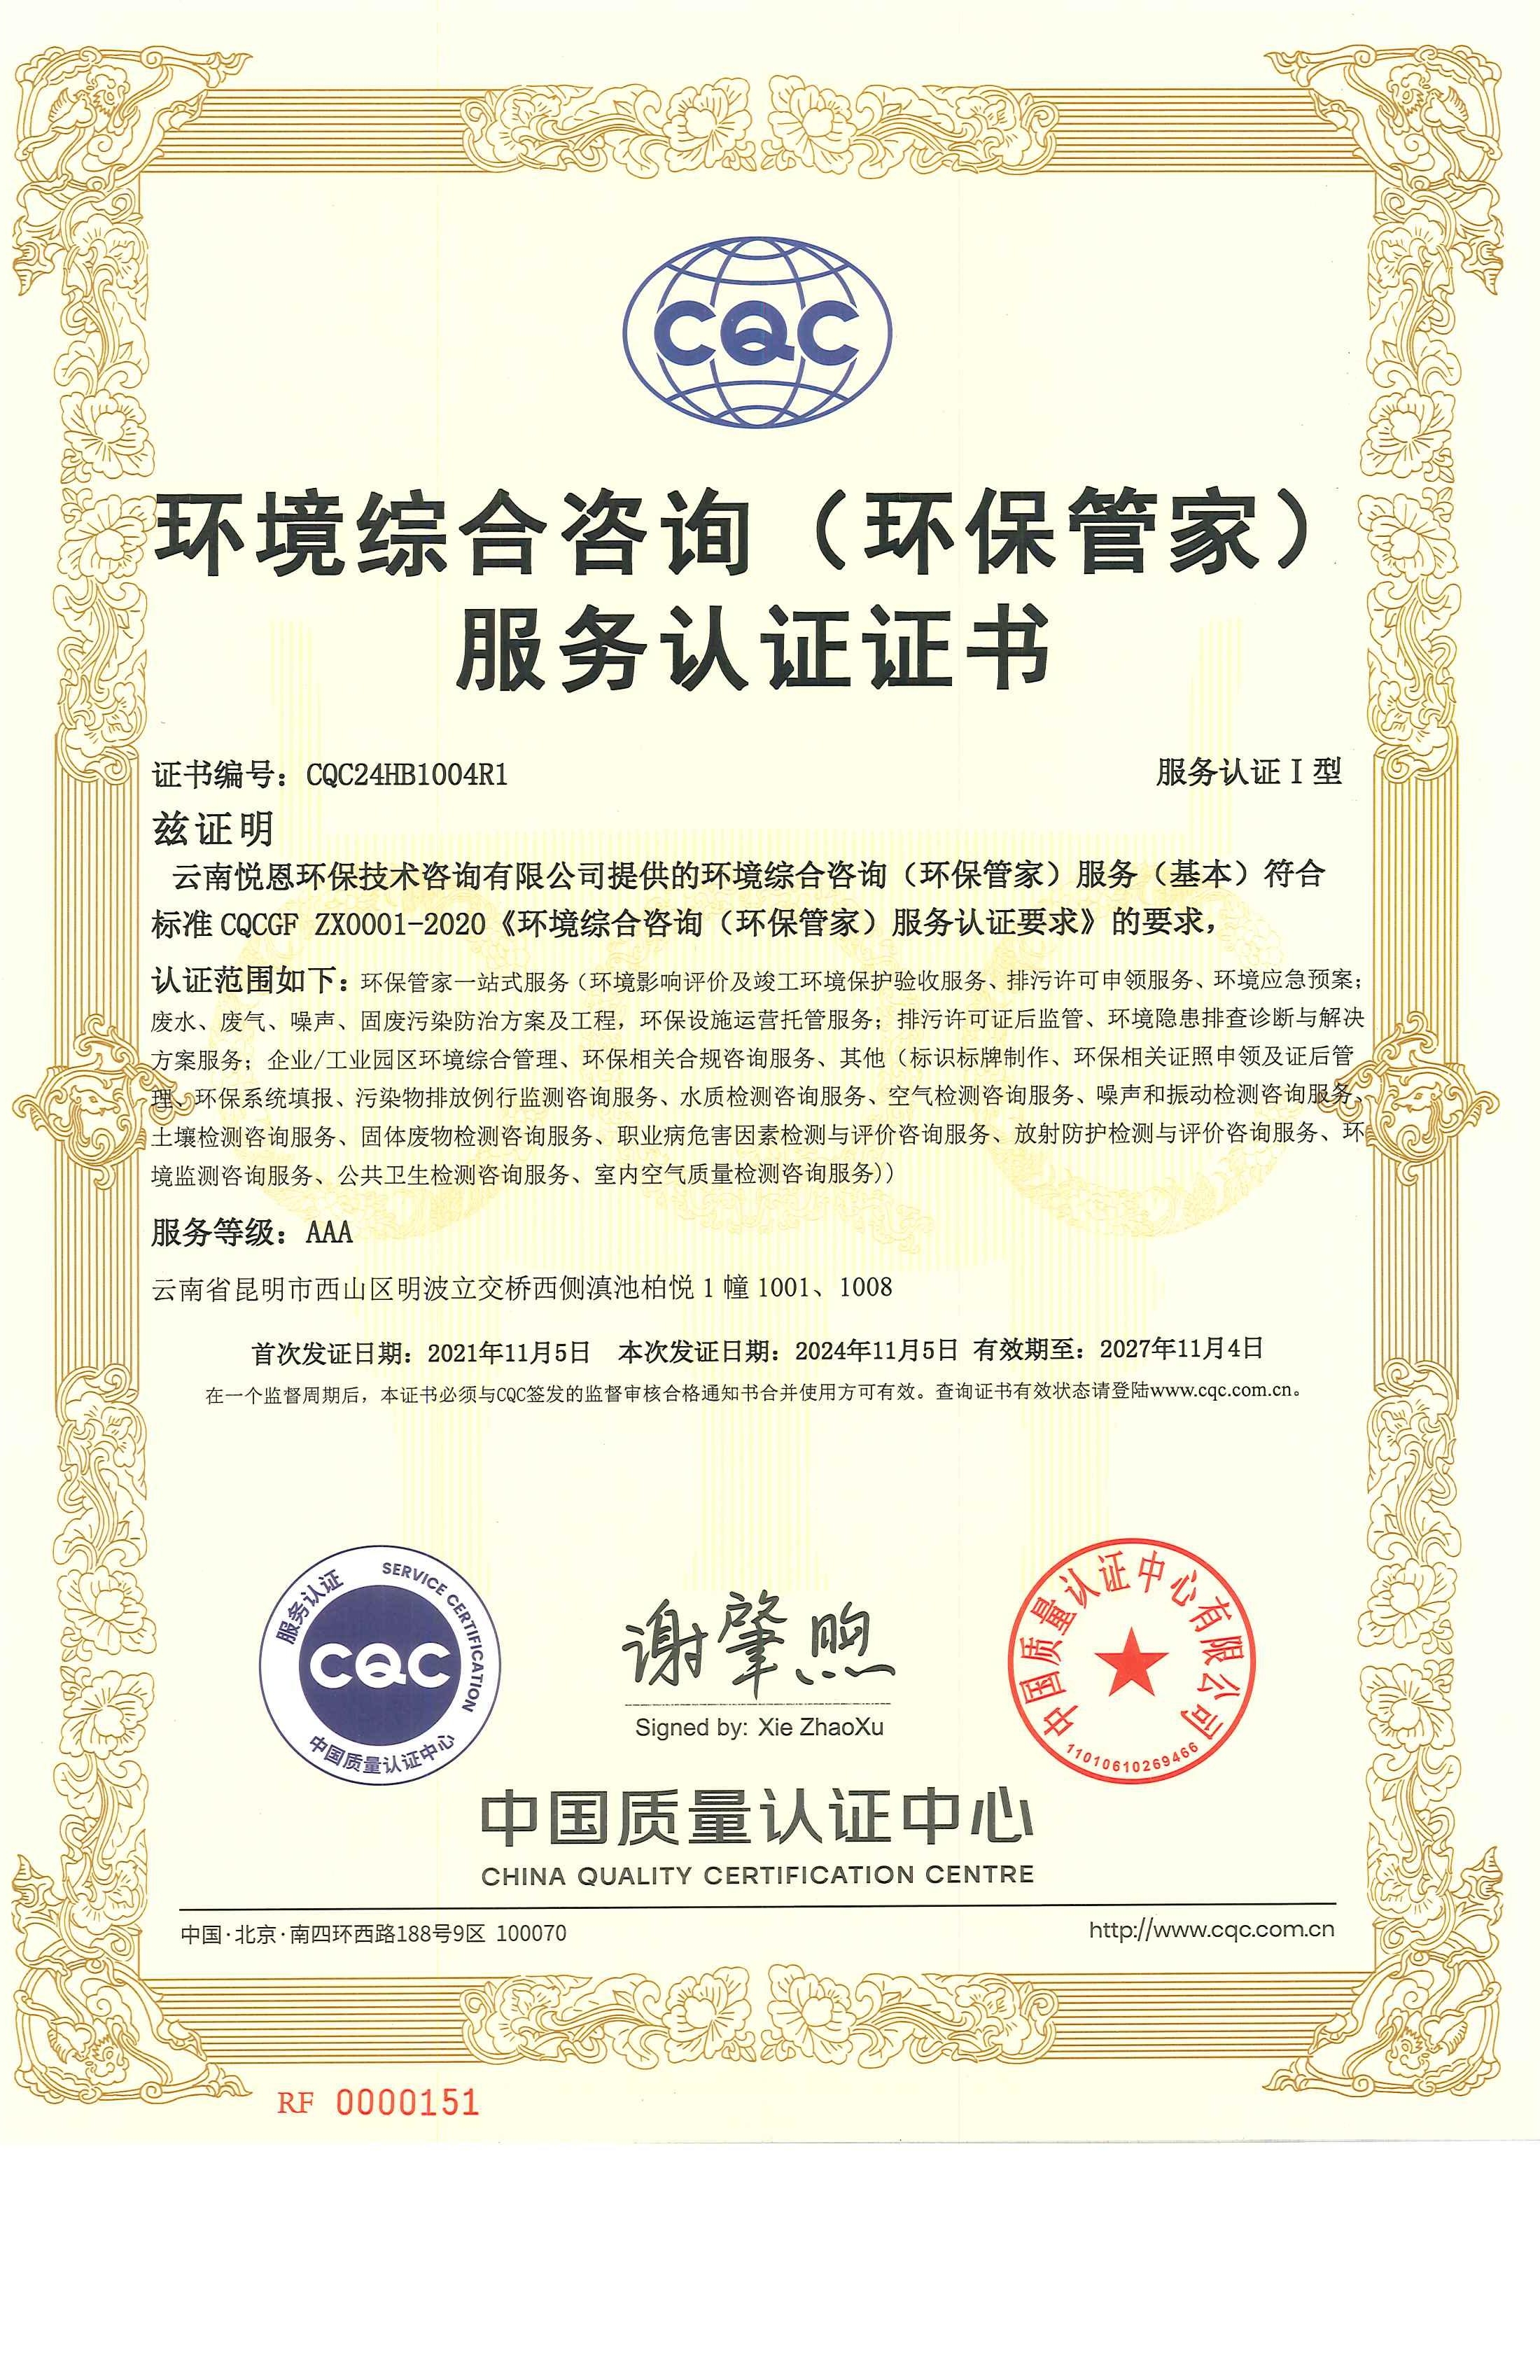 CQC
环境综合咨询（环保管家）
服务认证证书
证书编号：CQC24HB1004R1
服务认证 I 型
兹证明
云南悦恩环保技术咨询有限公司提供的环境综合咨询（环保管家）服务（基本）符合
标准 CQCGF ZX0001-2020《环境综合咨询（环保管家）服务认证要求》的要求，
认证范围如下：环保管家一站式服务（环境影响评价及竣工环境保护验收服务、排污许可申领服务、环境应急预案；
废水、废气、噪声、固废污染防治方案及工程，环保设施运营托管服务；排污许可证后监管、环境隐患排查诊断与解决
方案服务；企业/工业园区环境综合管理、环保相关合规咨询服务、其他（标识标牌制作、环保相关证照申领及证后管
理、环保系统填报、污染物排放例行监测咨询服务、水质检测咨询服务、空气检测咨询服务、噪声和振动检测咨询服务、
土壤检测咨询服务、固体废物检测咨询服务、职业病危害因素检测与评价咨询服务、放射防护检测与评价咨询服务、环
境监测咨询服务、公共卫生检测咨询服务、室内空气质量检测咨询服务））
服务等级：AAA
云南省昆明市西山区明波立交桥西侧滇池柏悦 1 幢 1001、1008
首次发证日期：2021年11月5日 本次发证日期：2024年11月5日 有效期至：2027年11月4日
在一个监督周期后，本证书必须与CQC签发的监督审核合格通知书合并使用方可有效。查询证书有效状态请登陆www.cqc.com.cn。
服务认证 SERVICE CERTIFICATION
CQC
中国质量认证中心
谢肇煦
Signed by: Xie ZhaoXu
中国质量认证中心有限公司
11010610269466
中国质量认证中心
CHINA QUALITY CERTIFICATION CENTRE
中国·北京·南四环西路188号9区 100070
http://www.cqc.com.cn
RF 0000151